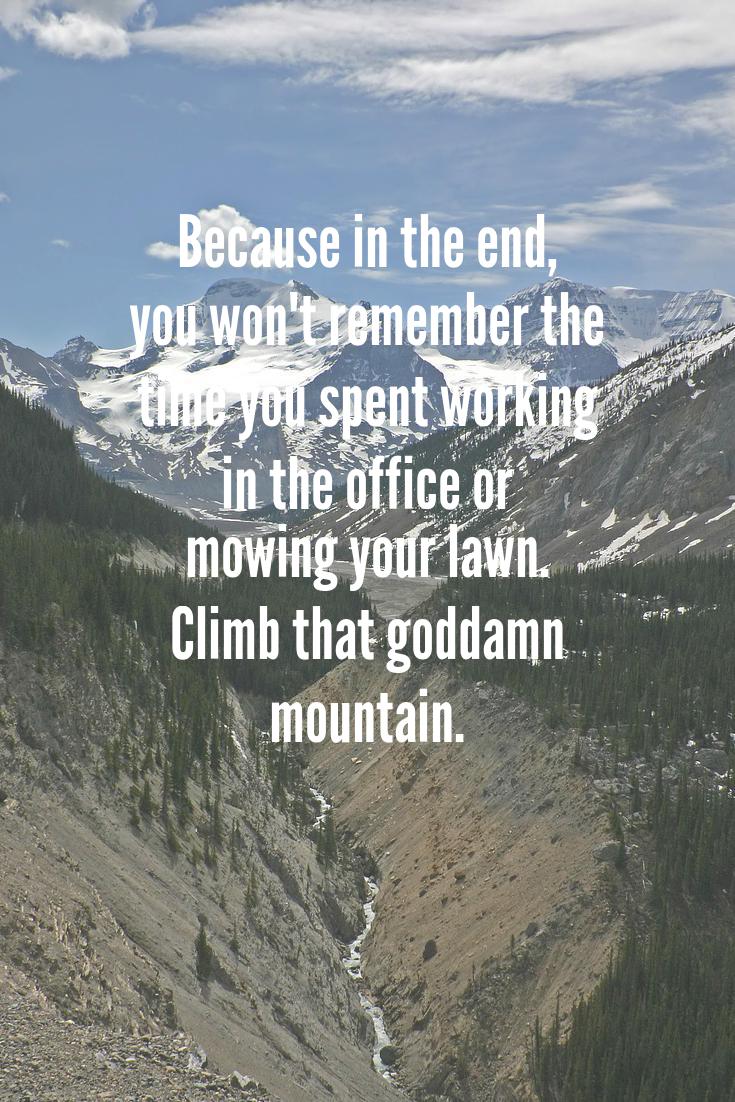 Because in the end,
you won't remember the
time you spent working
in the office or
mowing your lawn.
Climb that goddamn
mountain.